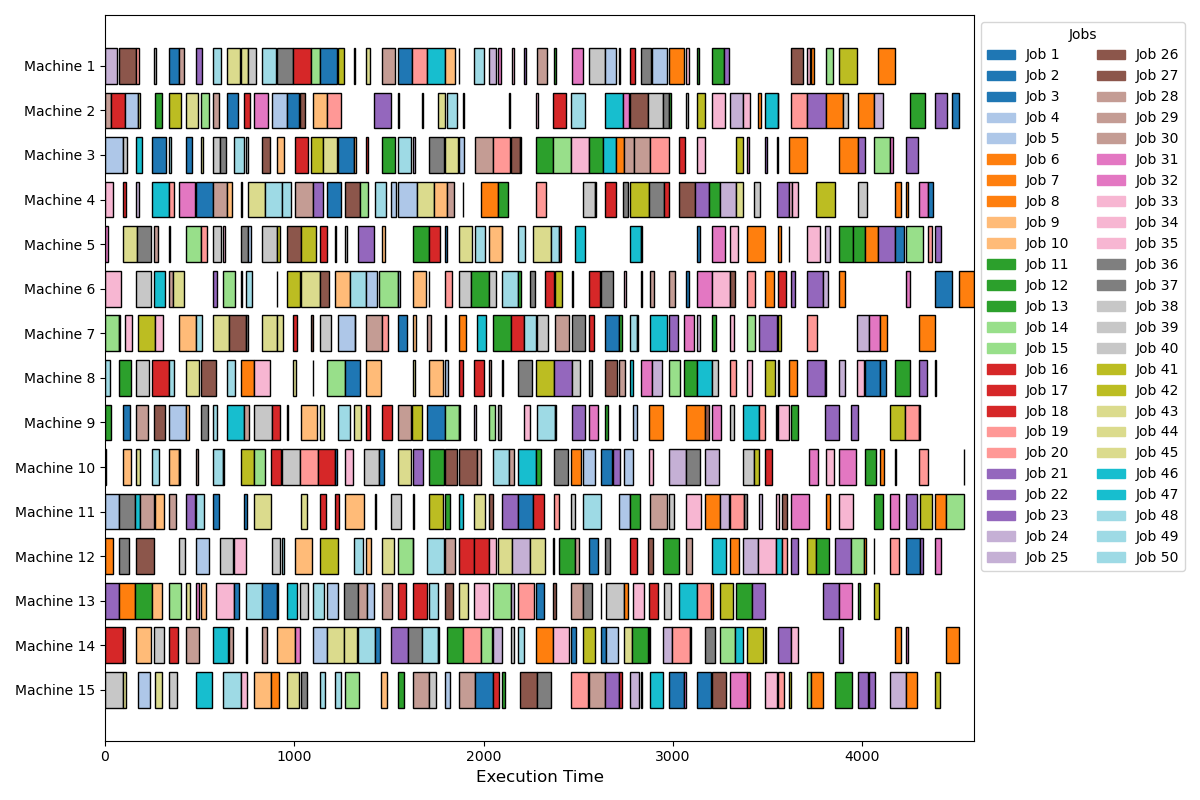 Machine 1
Machine 2
Machine 3
Machine 4
Machine 5
Machine 6
Machine 7
Machine 8
Machine 9
Machine 10
Machine 11
Machine 12
Machine 13
Machine 14
Machine 15
0 1000 2000 3000 4000
Execution Time
Jobs
Job 1
Job 2
Job 3
Job 4
Job 5
Job 6
Job 7
Job 8
Job 9
Job 10
Job 11
Job 12
Job 13
Job 14
Job 15
Job 16
Job 17
Job 18
Job 19
Job 20
Job 21
Job 22
Job 23
Job 24
Job 25
Job 26
Job 27
Job 28
Job 29
Job 30
Job 31
Job 32
Job 33
Job 34
Job 35
Job 36
Job 37
Job 38
Job 39
Job 40
Job 41
Job 42
Job 43
Job 44
Job 45
Job 46
Job 47
Job 48
Job 49
Job 50